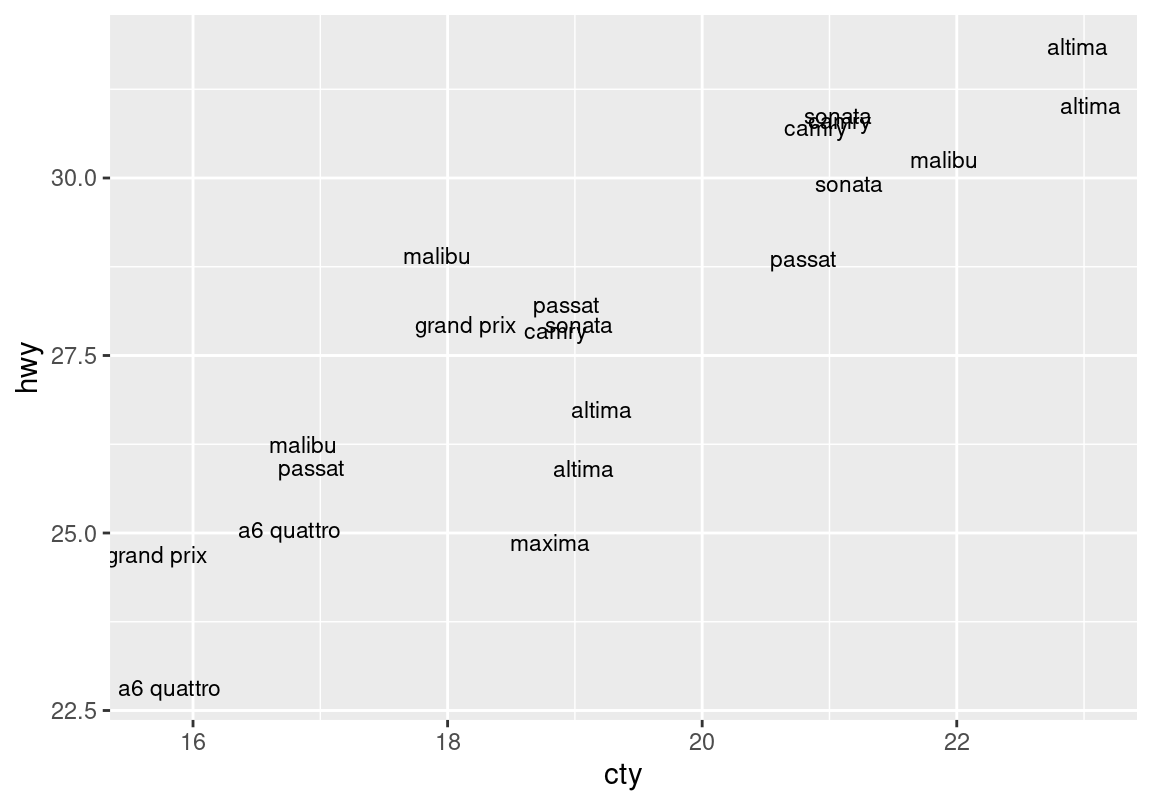 altima
altima
sonata
camry
camry
malibu
30.0
sonata
malibu
passat
passat
grand prix
sonata
camry
27.5
hwy
altima
malibu
passat
altima
a6 quattro
25.0
maxima
grand prix
a6 quattro
22.5
16
18
20
22
cty